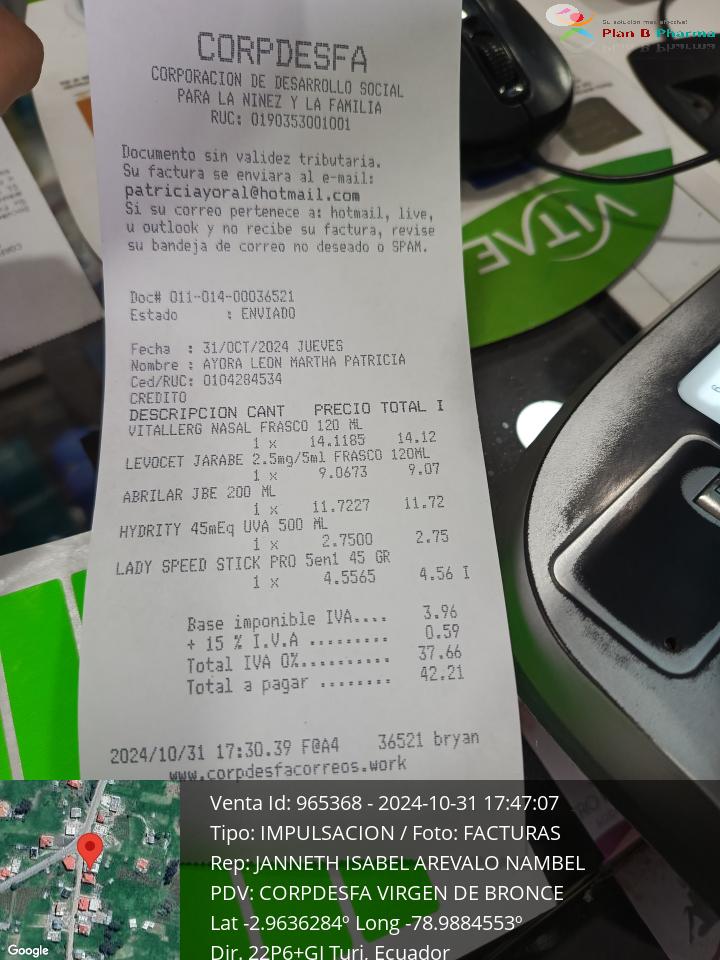 Su solución más efectiva!
Plan B Pharma
CORPDESFA
CORPORACION DE DESARROLLO SOCIAL
PARA LA NINEZ Y LA FAMILIA
RUC: 0190353001001
Documento sin validez tributaria.
Su factura se enviara al e-mail:
patriciayoral@hotmail.com
Si su correo pertenece a: hotmail, live,
u outlook y no recibe su factura, revise
su bandeja de correo no deseado o SPAM.
VITAE
Doc# 011-014-00036521
Estado : ENVIADO
Fecha : 31/OCT/2024 JUEVES
Nombre : AYORA LEON MARTHA PATRICIA
Ced/RUC: 0104284534
CREDITO
DESCRIPCION CANT PRECIO TOTAL I
VITALLERG NASAL FRASCO 120 ML
1 x 14.1185 14.12
LEVOCET JARABE 2.5mg/5ml FRASCO 120ML
1 x 9.0673 9.07
ABRILAR JBE 200 ML
1 x 11.7227 11.72
HYDRITY 45mEq UVA 500 ML
1 x 2.7500 2.75
LADY SPEED STICK PRO 5en1 45 GR
1 x 4.5565 4.56 I
Base imponible IVA.... 3.96
+ 15 % I.V.A ......... 0.59
Total IVA 0%.......... 37.66
Total a pagar ........ 42.21
2024/10/31 17:30.39 F@A4 36521 bryan
www.corpdesfacorreos.work
Venta Id: 965368 - 2024-10-31 17:47:07
Tipo: IMPULSACION / Foto: FACTURAS
Rep: JANNETH ISABEL AREVALO NAMBEL
PDV: CORPDESFA VIRGEN DE BRONCE
Lat -2.9636284º Long -78.9884553º
Dir. 22P6+GJ Turi, Ecuador
Google